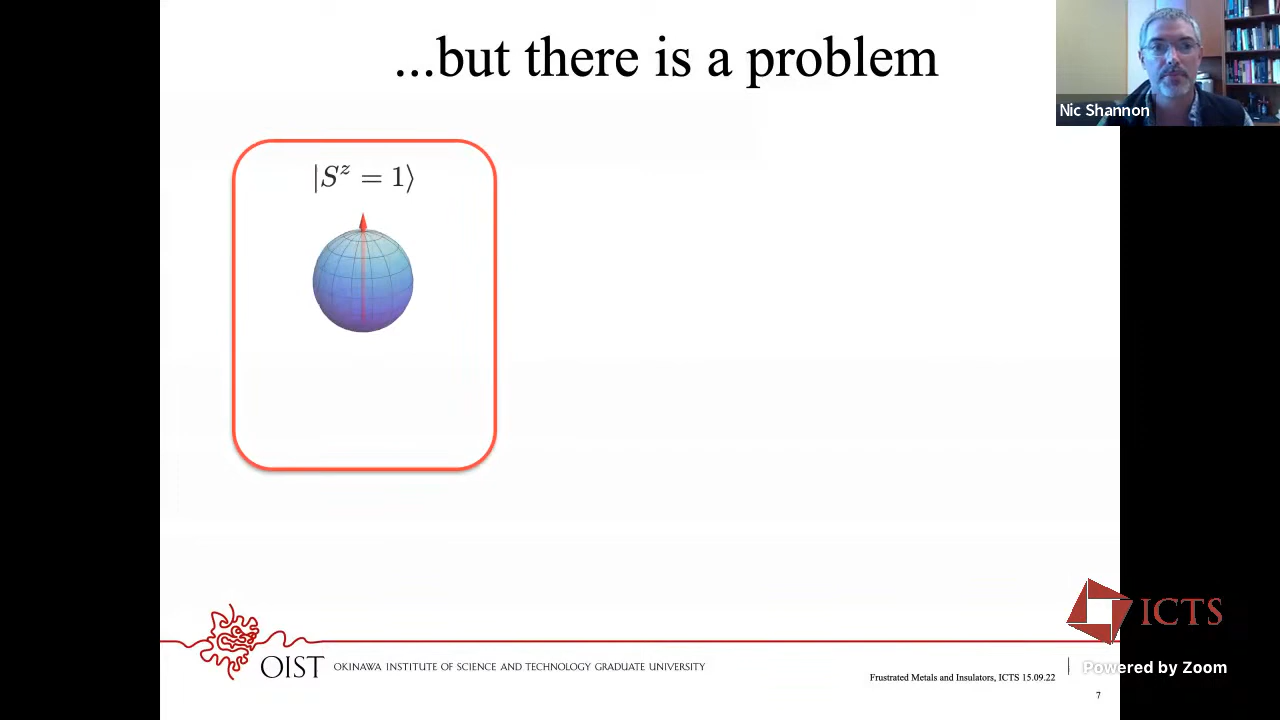 ...but there is a problem
Nic Shannon
|S^z = 1⟩
ICTS
OIST OKINAWA INSTITUTE OF SCIENCE AND TECHNOLOGY GRADUATE UNIVERSITY
Powered by Zoom
Frustrated Metals and Insulators, ICTS 15.09.22
7